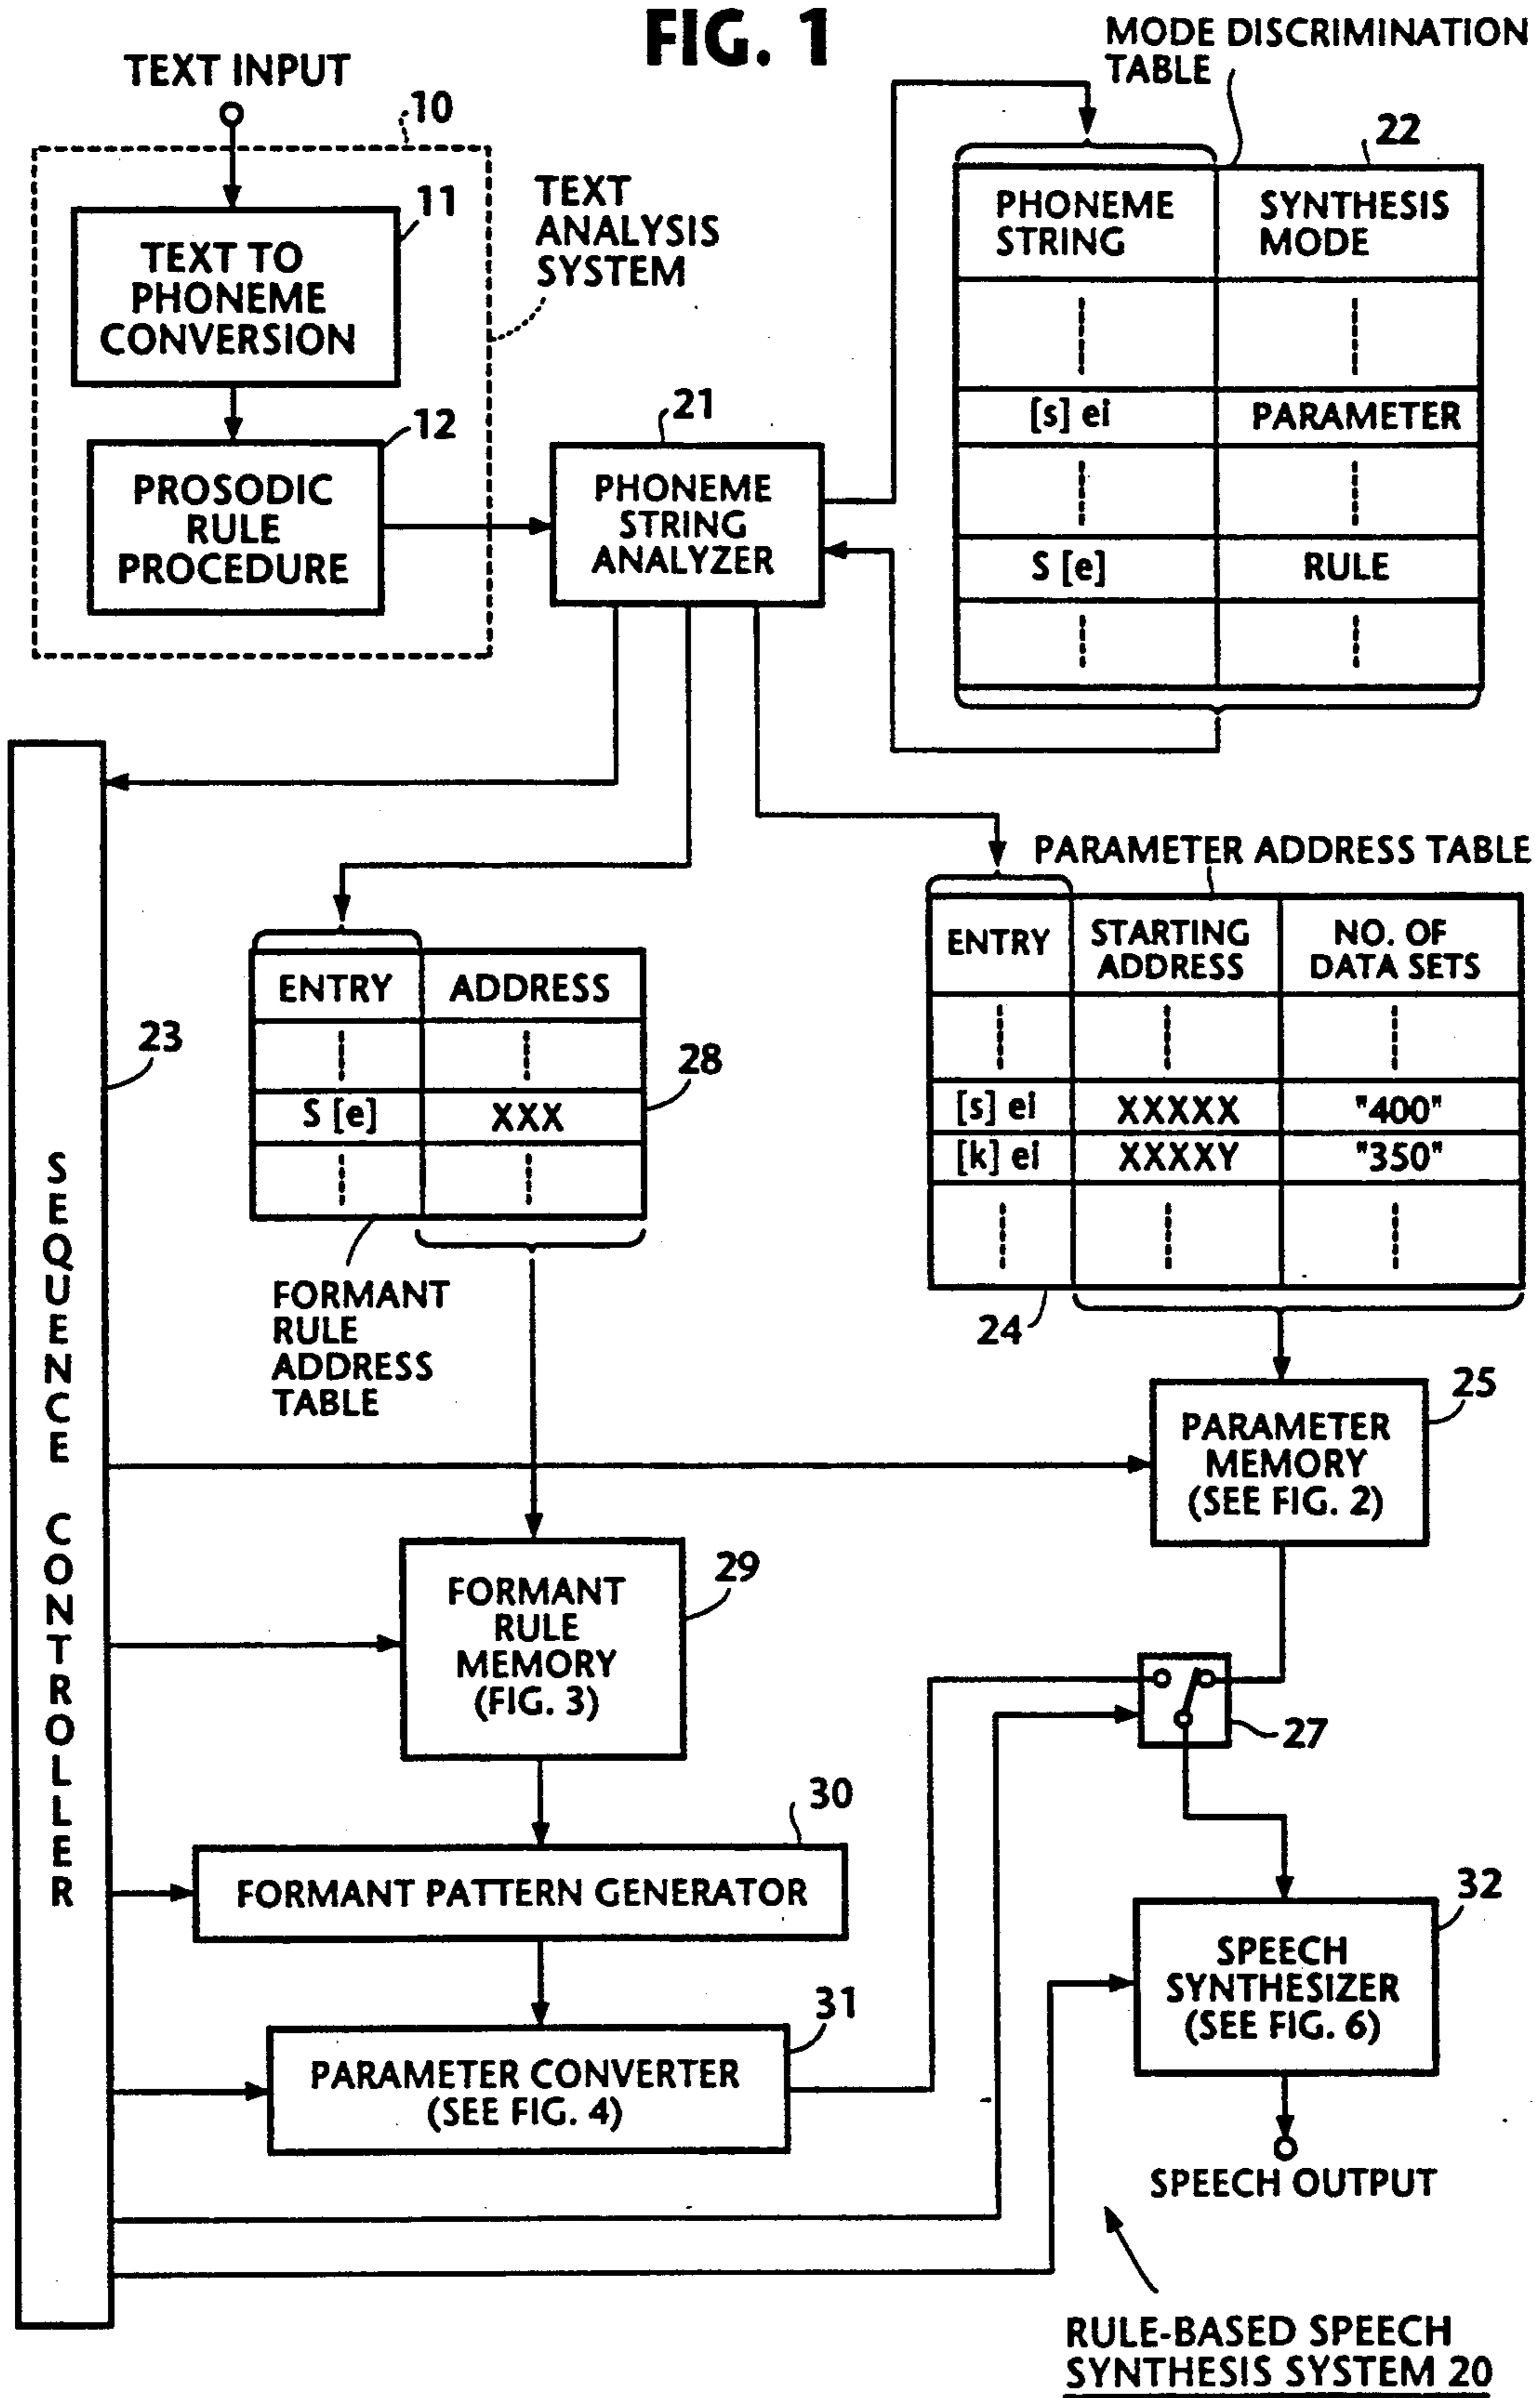 FIG. 1
TEXT INPUT
10
11
TEXT TO
PHONEME
CONVERSION
12
PROSODIC
RULE
PROCEDURE
TEXT
ANALYSIS
SYSTEM
21
PHONEME
STRING
ANALYZER
MODE DISCRIMINATION
TABLE
22
PHONEME
STRING
SYNTHESIS
MODE
[s] ei
PARAMETER
S [e]
RULE
SEQUENCE CONTROLLER
23
ENTRY
ADDRESS
S [e]
XXX
28
FORMANT
RULE
ADDRESS
TABLE
PARAMETER ADDRESS TABLE
ENTRY
STARTING
ADDRESS
NO. OF
DATA SETS
[s] ei
XXXXX
"400"
[k] ei
XXXXY
"350"
24
25
PARAMETER
MEMORY
(SEE FIG. 2)
29
FORMANT
RULE
MEMORY
(FIG. 3)
27
30
FORMANT PATTERN GENERATOR
31
PARAMETER CONVERTER
(SEE FIG. 4)
32
SPEECH
SYNTHESIZER
(SEE FIG. 6)
SPEECH OUTPUT
RULE-BASED SPEECH
SYNTHESIS SYSTEM 20